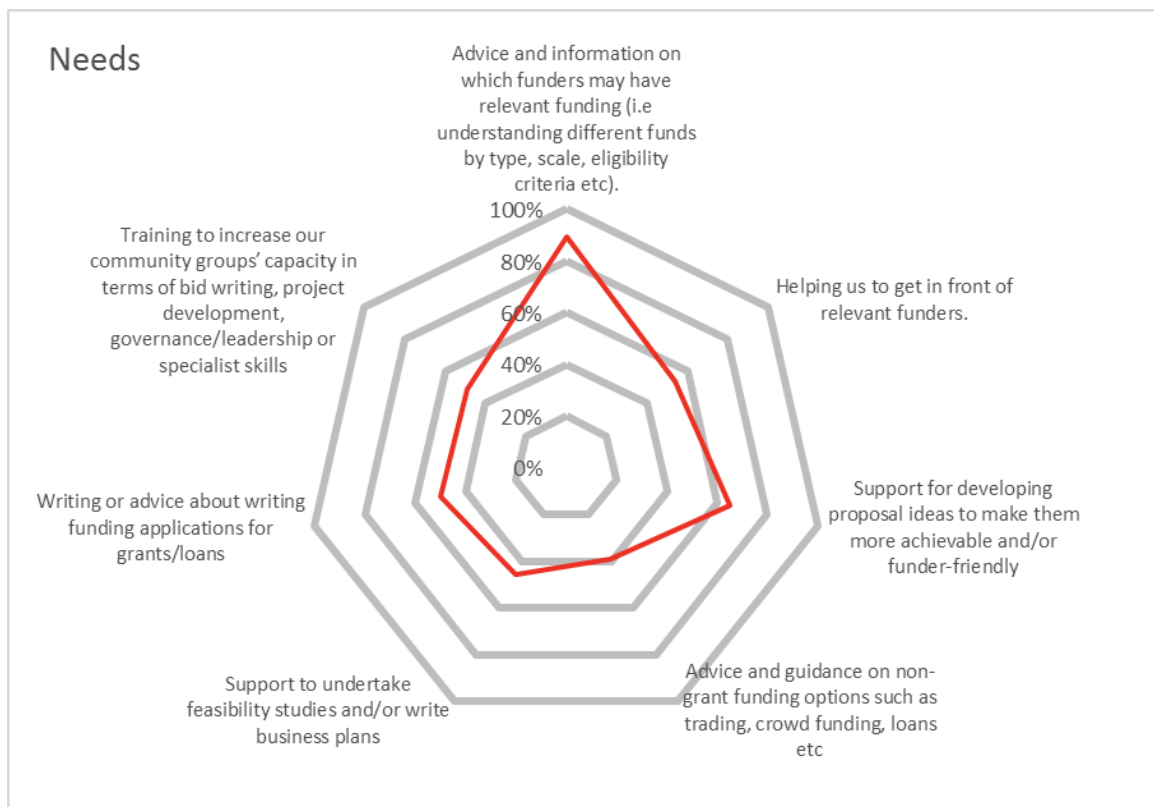 Needs
Advice and information on
which funders may have
relevant funding (i.e
understanding different funds
by type, scale, eligibility
criteria etc).
100%
80%
60%
40%
20%
0%
Helping us to get in front of
relevant funders.
Support for developing
proposal ideas to make them
more achievable and/or
funder-friendly
Advice and guidance on non-
grant funding options such as
trading, crowd funding, loans
etc
Support to undertake
feasibility studies and/or write
business plans
Writing or advice about writing
funding applications for
grants/loans
Training to increase our
community groups’ capacity in
terms of bid writing, project
development,
governance/leadership or
specialist skills